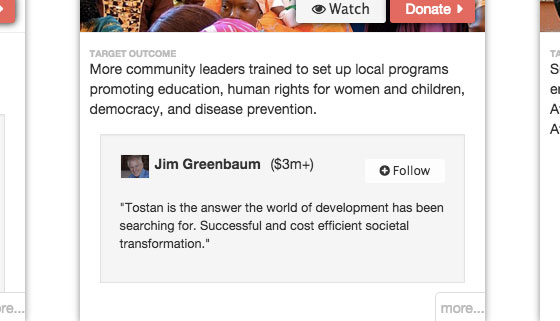 Watch Donate
TARGET OUTCOME
More community leaders trained to set up local programs
promoting education, human rights for women and children,
democracy, and disease prevention.
Jim Greenbaum ($3m+) Follow
"Tostan is the answer the world of development has been
searching for. Successful and cost efficient societal
transformation."
more...